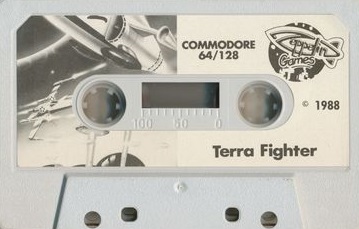 COMMODORE
64/128
Zeppelin
Games
© 1988
100 50 0
Terra Fighter